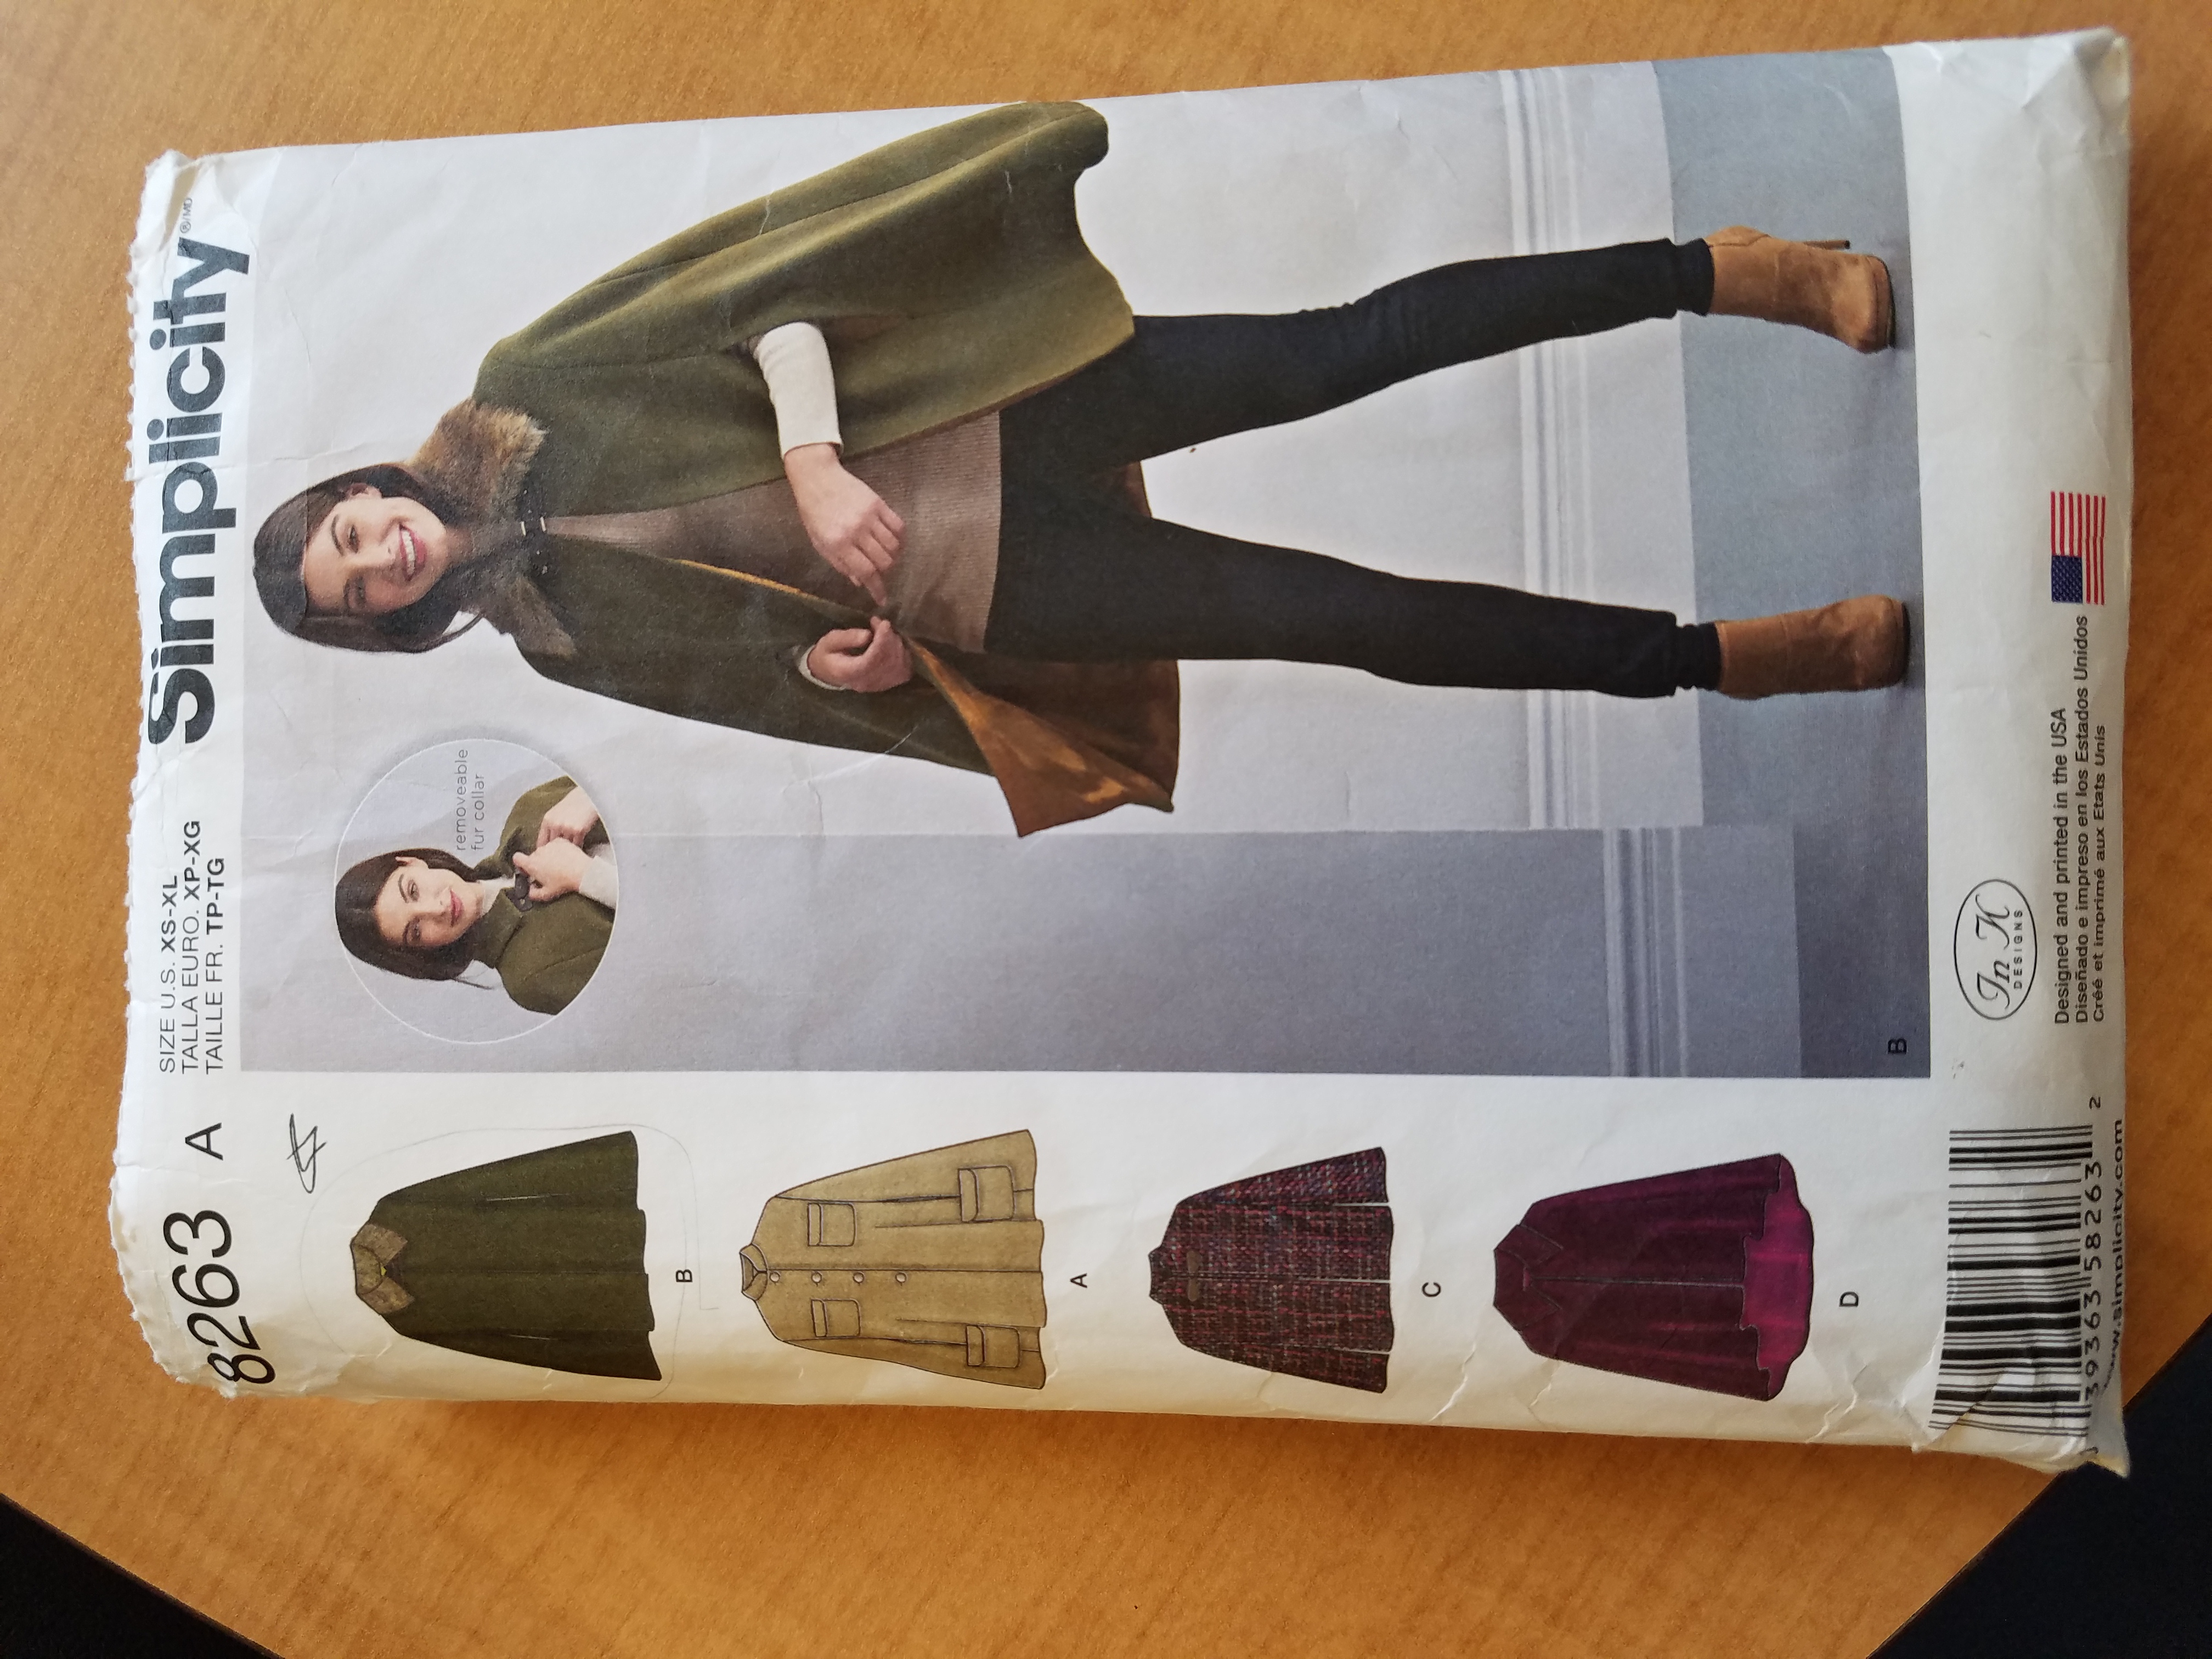 8263 A
SIZE U.S. XS-XL
TALLA EURO. XP-XG
TAILLE FR. TP-TG
Simplicity ®/MD
removeable
fur collar
B
A
C
D
B
39363 58263 2
www.simplicity.com
In K
DESIGNS
Designed and printed in the USA
Diseñado e impreso en los Estados Unidos
Créé et imprimé aux Etats Unis